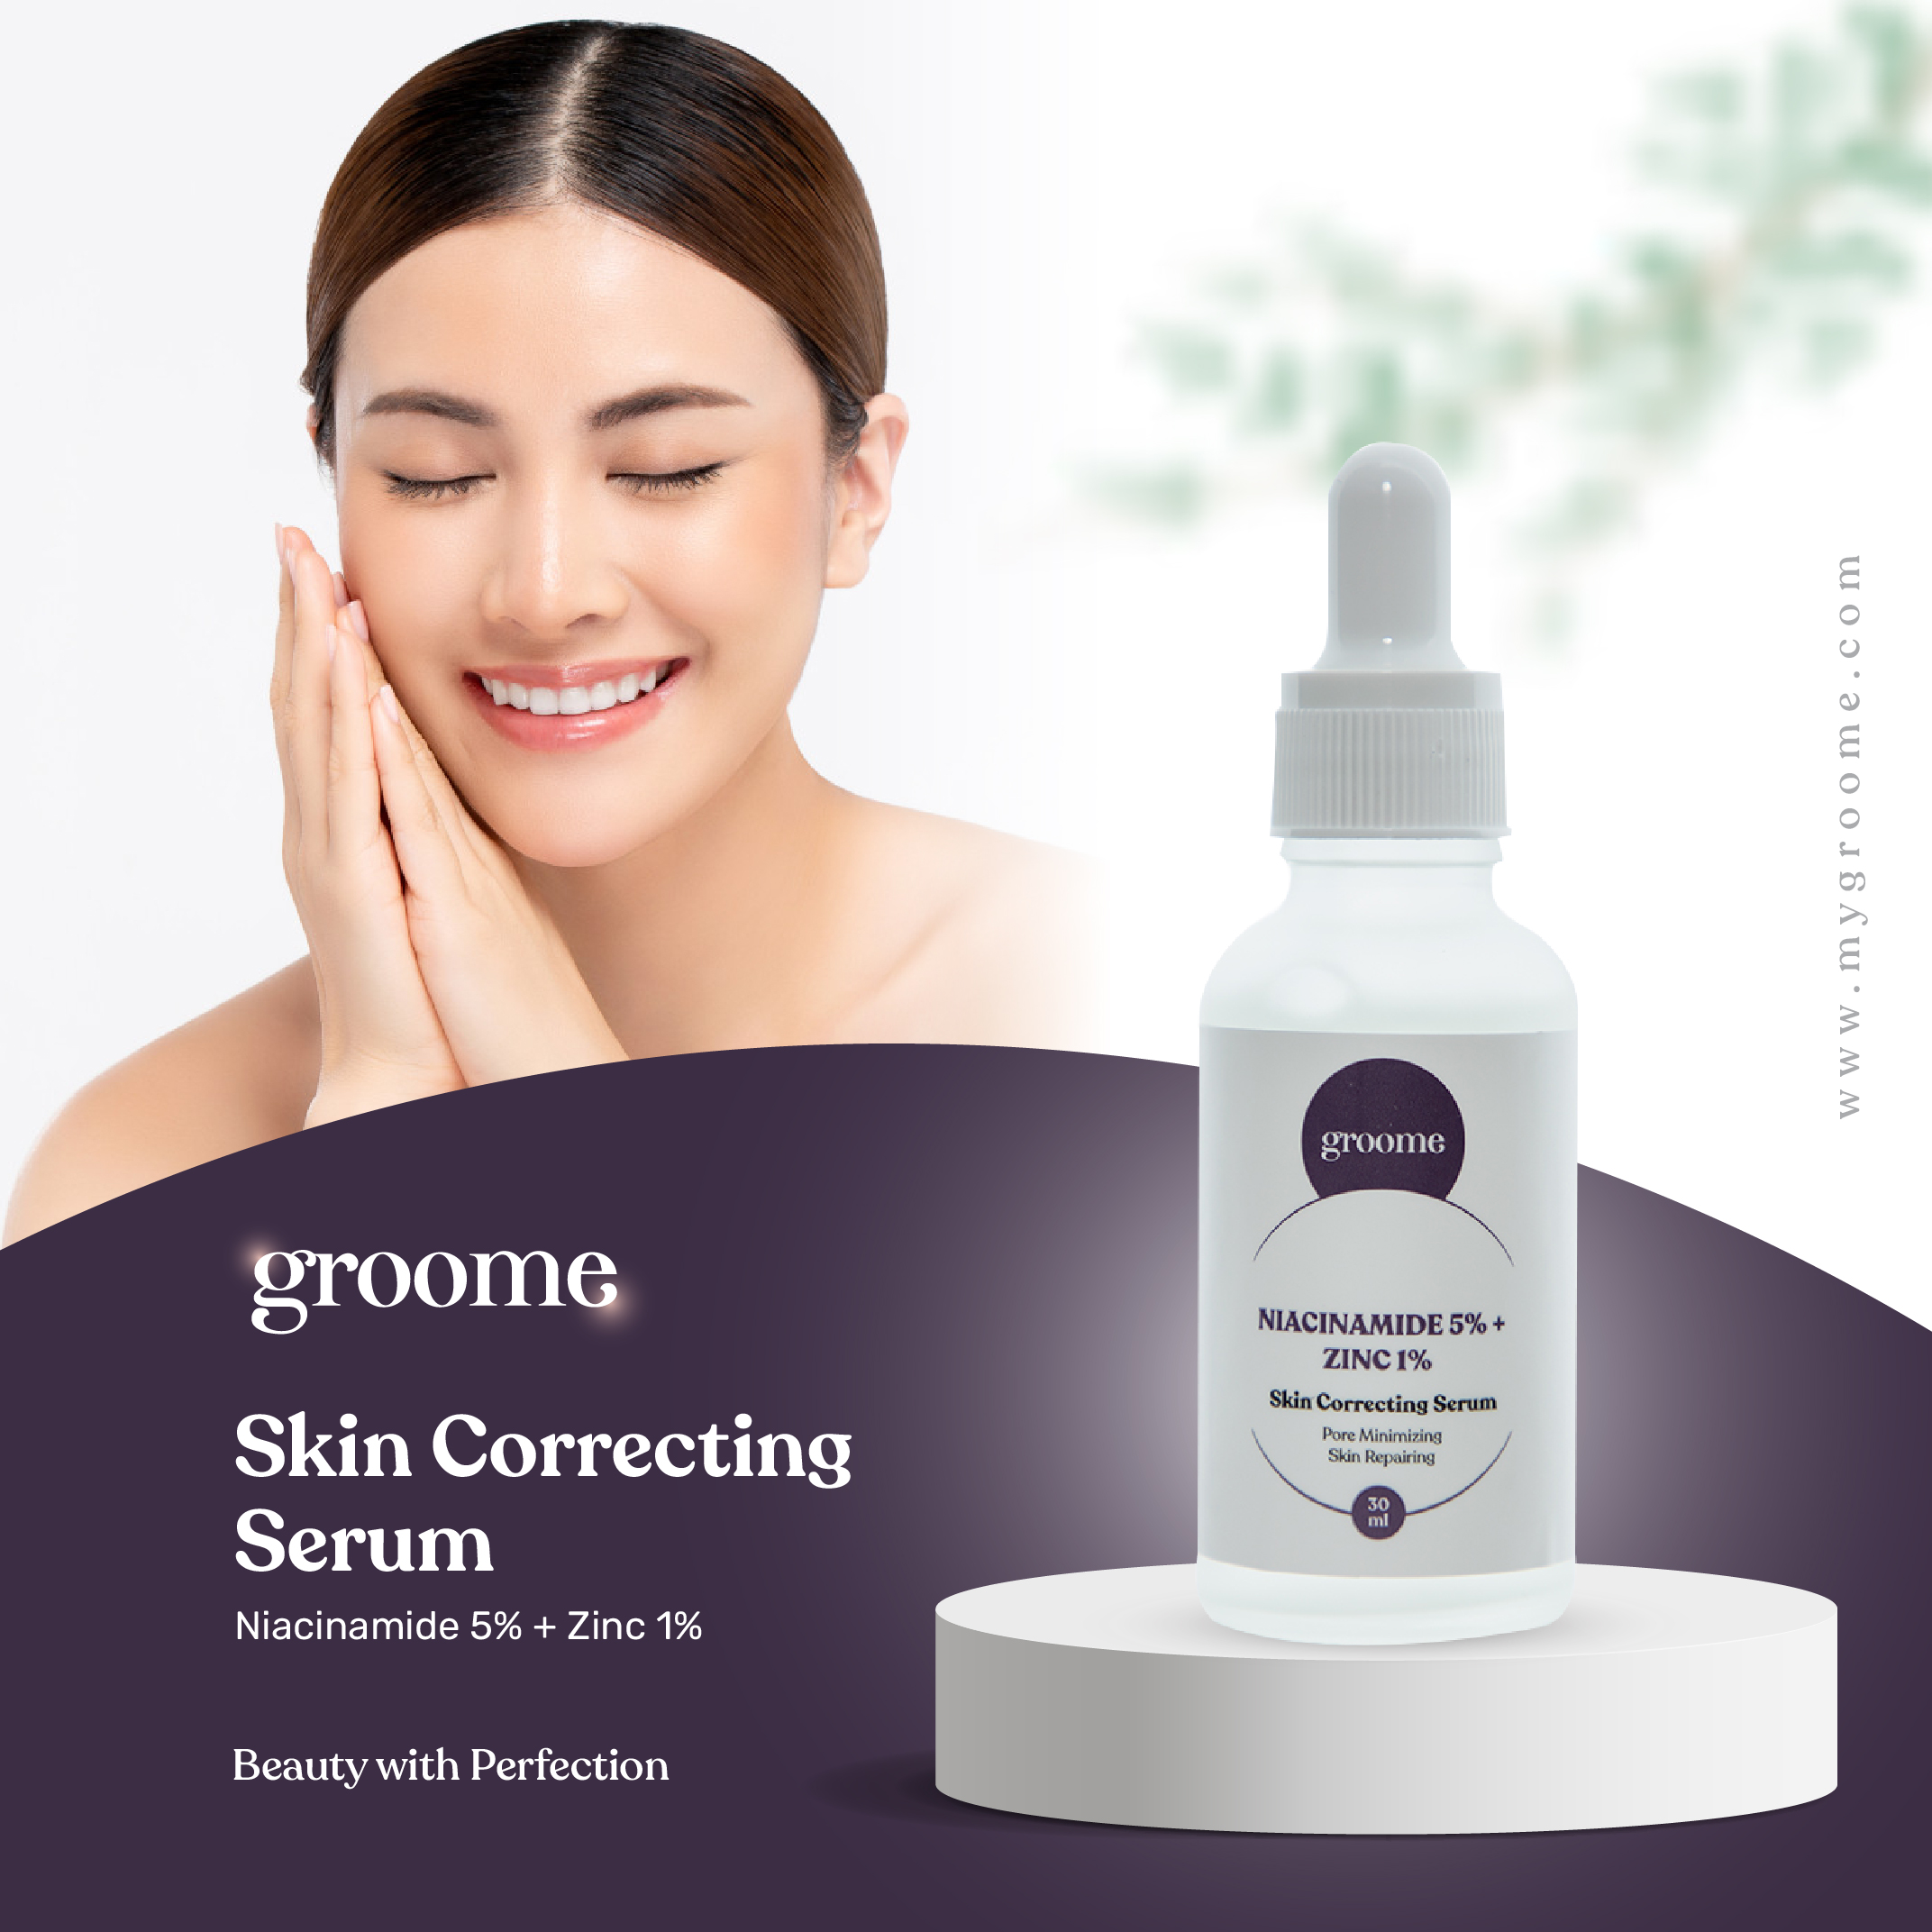 www.mygroome.com
groome
NIACINAMIDE 5% +
ZINC 1%
Skin Correcting Serum
Pore Minimizing
Skin Repairing
30
ml
groome
Skin Correcting
Serum
Niacinamide 5% + Zinc 1%
Beauty with Perfection